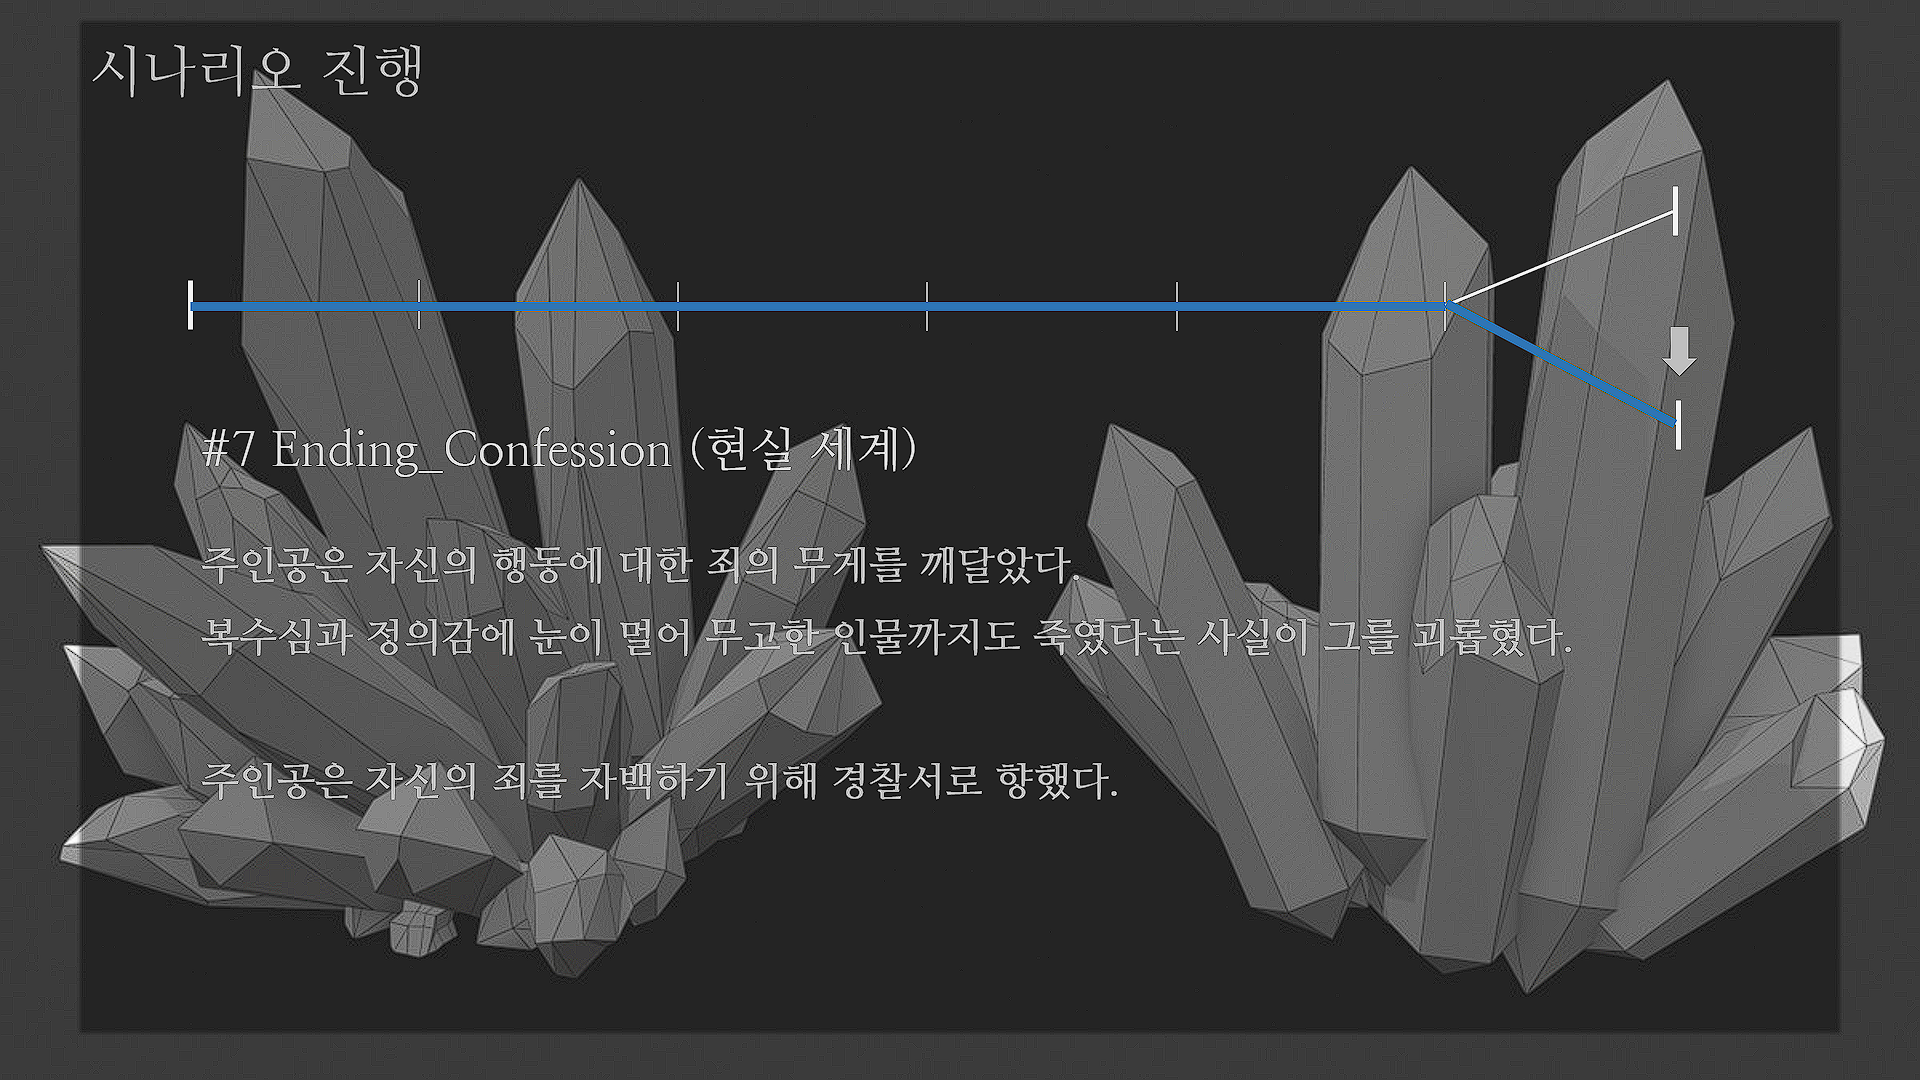 시나리오 진행
#7 Ending_Confession (현실 세계)
주인공은 자신의 행동에 대한 죄의 무게를 깨달았다.
복수심과 정의감에 눈이 멀어 무고한 인물까지도 죽였다는 사실이 그를 괴롭혔다.
주인공은 자신의 죄를 자백하기 위해 경찰서로 향했다.